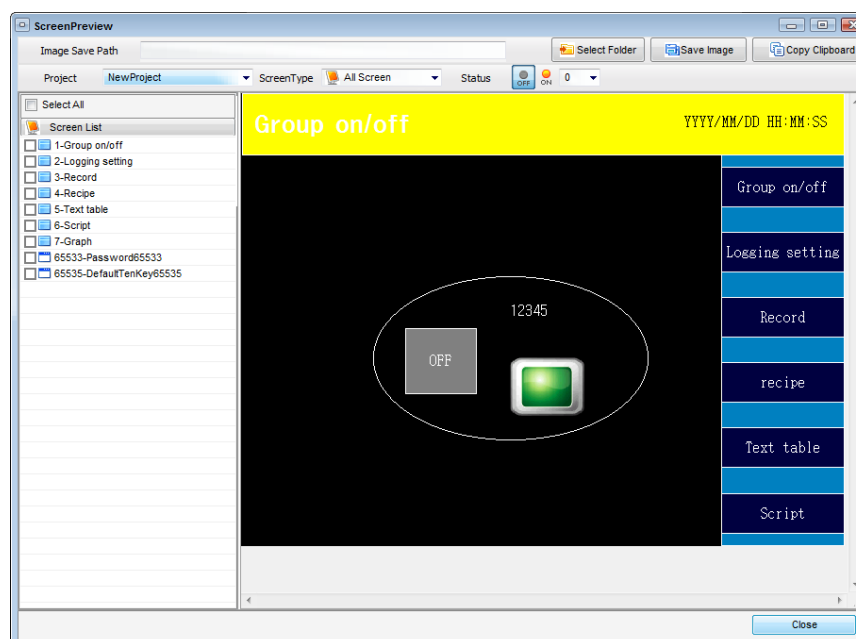 ScreenPreview
Image Save Path
Select Folder
Save Image
Copy Clipboard
Project
NewProject
ScreenType
All Screen
Status
OFF
ON
0
Select All
Screen List
1-Group on/off
2-Logging setting
3-Record
4-Recipe
5-Text table
6-Script
7-Graph
65533-Password65533
65535-DefaultTenKey65535
Group on/off
YYYY/MM/DD HH:MM:SS
12345
OFF
Group on/off
Logging setting
Record
recipe
Text table
Script
Close